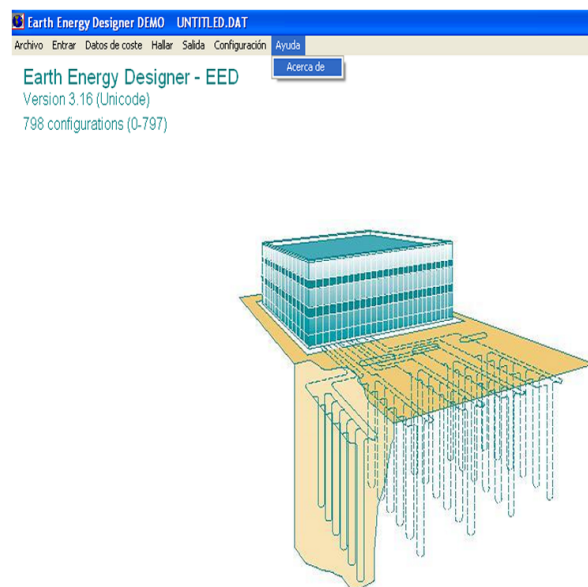 Earth Energy Designer DEMO UNTITLED.DAT
Archivo Entrar Datos de coste Hallar Salida Configuración Ayuda
Acerca de
Earth Energy Designer - EED
Version 3.16 (Unicode)
798 configurations (0-797)